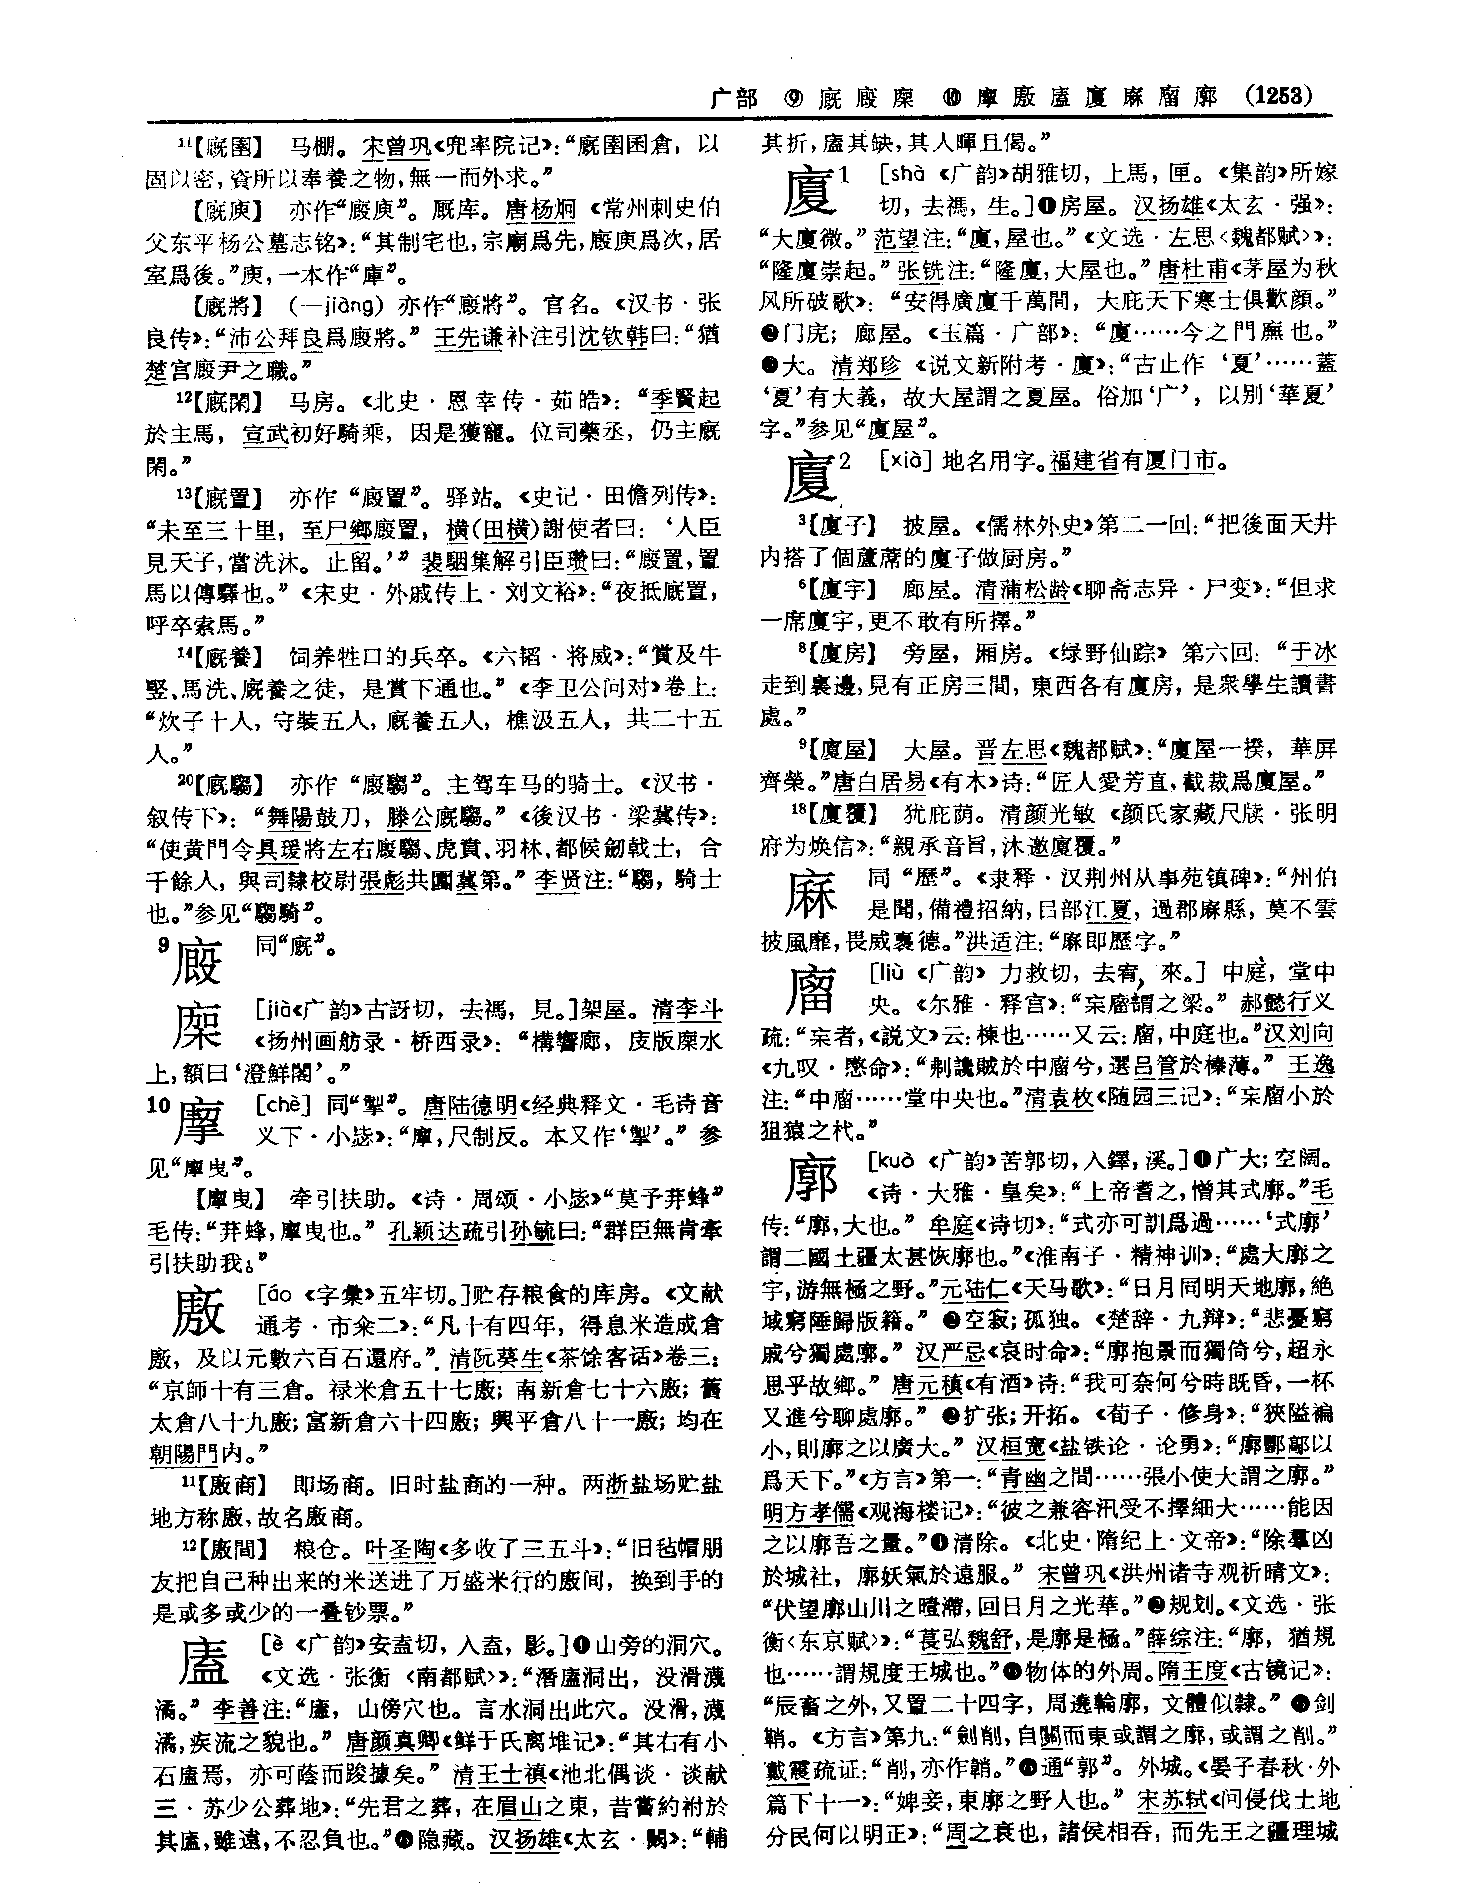 广部 ⑨ 廐 廏 㢒 ⑩ 廗 廒 廅 廈 㢖 廇 廓 (1253)
¹¹【廐圉】 马棚。宋曾巩《兜率院记》：“廐圉囷倉，以
固以密，資所以奉養之物，無一而外求。”
【廐庾】 亦作“廏庾”。厩库。唐杨炯《常州刺史伯
父东平杨公墓志铭》：“其制宅也，宗廟爲先，廏庾爲次，居
室爲後。”庾，一本作“庫”。
【廐將】 (—jiàng) 亦作“廏將”。官名。《汉书·张
良传》：“沛公拜良爲廏將。” 王先谦补注引沈钦韩曰：“猶
楚宫廏尹之職。”
¹²【廐閑】 马房。《北史·恩幸传·茹皓》：“季賢起
於主馬，宣武初好騎乘，因是獲寵。位司藥丞，仍主廐
閑。”
¹³【廐置】 亦作“廏置”。驿站。《史记·田儋列传》：
“未至三十里，至尸鄉廏置，横(田横)謝使者曰：‘人臣
見天子，當洗沐。止留。’” 裴駰集解引臣瓚曰：“廏置，置
馬以傳驛也。”《宋史·外戚传上·刘文裕》：“夜抵廐置，
呼卒索馬。”
¹⁴【廐養】 饲养牲口的兵卒。《六韬·将威》：“賞及牛
竪、馬洗、廐養之徒，是賞下通也。”《李卫公问对》卷上：
“炊子十人，守裝五人，廐養五人，樵汲五人，共二十五
人。”
²⁰【廐騶】 亦作“廏騶”。主驾车马的骑士。《汉书·
叙传下》：“舞陽鼓刀，滕公廐騶。”《後汉书·梁冀传》：
“使黄門令具瑗將左右廏騶、虎賁、羽林、都候劒戟士，合
千餘人，與司隸校尉張彪共圍冀第。” 李贤注：“騶，騎士
也。”参见“騶騎”。
9 廏 同“廐”。
㢒 [jià《广韵》古訝切，去禡，見。]架屋。清李斗
《扬州画舫录·桥西录》：“構響廊，庋版㢒水
上，額曰‘澄鮮閣’。”
10 [chè] 同“掣”。唐陆德明《经典释文·毛诗音
义下·小毖》：“，尺制反。本又作‘掣’。” 参
见“曳”。
【曳】 牵引扶助。《诗·周颂·小毖》“莫予荓蜂”
毛传：“荓蜂，曳也。” 孔颖达疏引孙毓曰：“群臣無肯牽
引扶助我。”
廒 [áo《字彙》五牢切。]贮存粮食的库房。《文献
通考·市籴二》：“凡十有四年，得息米造成倉
廒，及以元數六百石還府。” 清阮葵生《茶馀客话》卷三：
“京師十有三倉。禄米倉五十七廒；南新倉七十六廒；舊
太倉八十九廒；富新倉六十四廒；興平倉八十一廒；均在
朝陽門内。”
¹¹【廒商】 即场商。旧时盐商的一种。两浙盐场贮盐
地方称廒，故名廒商。
¹²【廒間】 粮仓。叶圣陶《多收了三五斗》：“旧毡帽朋
友把自己种出来的米送进了万盛米行的廒间，换到手的
是或多或少的一叠钞票。”
廅 [è《广韵》安盍切，入盍，影。]❶山旁的洞穴。
《文选·张衡〈南都赋〉》：“潛廅洞出，没滑瀎
潏。” 李善注：“廅，山傍穴也。言水洞出此穴。没滑，瀎
潏，疾流之貌也。” 唐颜真卿《鲜于氏离堆记》：“其右有小
石廅焉，亦可蔭而踆據矣。” 清王士禛《池北偶谈·谈献
三·苏少公葬地》：“先君之葬，在眉山之東，昔嘗約祔於
其廅，雖遠，不忍負也。”❷隐藏。汉扬雄《太玄·闕》：“輔
其折，廅其缺，其人暉且偈。”
廈1 [shà《广韵》胡雅切，上馬，匣。《集韵》所嫁
切，去禡，生。]❶房屋。汉扬雄《太玄·强》：
“大廈微。” 范望注：“廈，屋也。”《文选·左思〈魏都赋〉》：
“隆廈崇起。” 张铣注：“隆廈，大屋也。” 唐杜甫《茅屋为秋
风所破歌》：“安得廣廈千萬間，大庇天下寒士俱歡顔。”
❷门庑；廊屋。《玉篇·广部》：“廈……今之門廡也。”
❸大。清郑珍《说文新附考·廈》：“古止作‘夏’……蓋
‘夏’有大義，故大屋謂之夏屋。俗加‘广’，以别‘華夏’
字。”参见“廈屋”。
廈2 [xià] 地名用字。福建省有厦门市。
³【廈子】 披屋。《儒林外史》第二一回：“把後面天井
内搭了個蘆蓆的廈子做厨房。”
⁶【廈宇】 廊屋。清蒲松龄《聊斋志异·尸变》：“但求
一席廈宇，更不敢有所擇。”
⁸【廈房】 旁屋，厢房。《绿野仙踪》第六回：“于冰
走到裏邊，見有正房三間，東西各有廈房，是衆學生讀書
處。”
⁹【廈屋】 大屋。晋左思《魏都赋》：“廈屋一揆，華屏
齊榮。”唐白居易《有木》诗：“匠人愛芳直，截裁爲廈屋。”
¹⁸【廈覆】 犹庇荫。清颜光敏《颜氏家藏尺牍·张明
府为焕信》：“親承音旨，沐邀廈覆。”
㢖 同“歷”。《隶释·汉荆州从事苑镇碑》：“州伯
是聞，備禮招納，曰部江夏，過郡㢖縣，莫不雲
披風靡，畏威褱德。”洪适注：“㢖即歷字。”
廇 [liù《广韵》力救切，去宥，來。] 中庭，堂中
央。《尔雅·释宫》：“杗廇謂之梁。” 郝懿行义
疏：“杗者，《説文》云：棟也……又云：廇，中庭也。”汉刘向
《九叹·愍命》：“刜讒賊於中廇兮，選吕管於榛薄。” 王逸
注：“中廇……堂中央也。”清袁枚《随园三记》：“杗廇小於
狙猿之杙。”
廓 [kuò《广韵》苦郭切，入鐸，溪。]❶广大；空阔。
《诗·大雅·皇矣》：“上帝耆之，憎其式廓。”毛
传：“廓，大也。” 牟庭《诗切》：“式亦可訓爲過……‘式廓’
謂二國土疆太甚恢廓也。”《淮南子·精神训》：“處大廓之
宇，游無極之野。”元陆仁《天马歌》：“日月同明天地廓，絶
域窮陲歸版籍。” ❷空寂；孤独。《楚辞·九辩》：“悲憂窮
戚兮獨處廓。” 汉严忌《哀时命》：“廓抱景而獨倚兮，超永
思乎故鄉。” 唐元稹《有酒》诗：“我可奈何兮時既昏，一杯
又進兮聊處廓。” ❸扩张；开拓。《荀子·修身》：“狹隘褊
小，則廓之以廣大。” 汉桓宽《盐铁论·论勇》：“廓酆鄗以
爲天下。”《方言》第一：“青幽之間……張小使大謂之廓。”
明方孝儒《观海楼记》：“彼之兼容汛受不擇細大……能因
之以廓吾之量。”❹清除。《北史·隋纪上·文帝》：“除羣凶
於城社，廓妖氣於遠服。” 宋曾巩《洪州诸寺观祈晴文》：
“伏望廓山川之曀滯，回日月之光華。”❺规划。《文选·张
衡〈东京赋〉》：“萇弘魏舒，是廓是極。”薛综注：“廓，猶規
也……謂規度王城也。”❻物体的外周。隋王度《古镜记》：
“辰畜之外，又置二十四字，周遶輪廓，文體似隸。” ❼剑
鞘。《方言》第九：“劍削，自關而東或謂之廓，或謂之削。”
戴震疏证：“削，亦作鞘。”❽通“郭”。外城。《晏子春秋·外
篇下十一》：“婢妾，東廓之野人也。” 宋苏轼《问侵伐土地
分民何以明正》：“周之衰也，諸侯相吞，而先王之疆理城